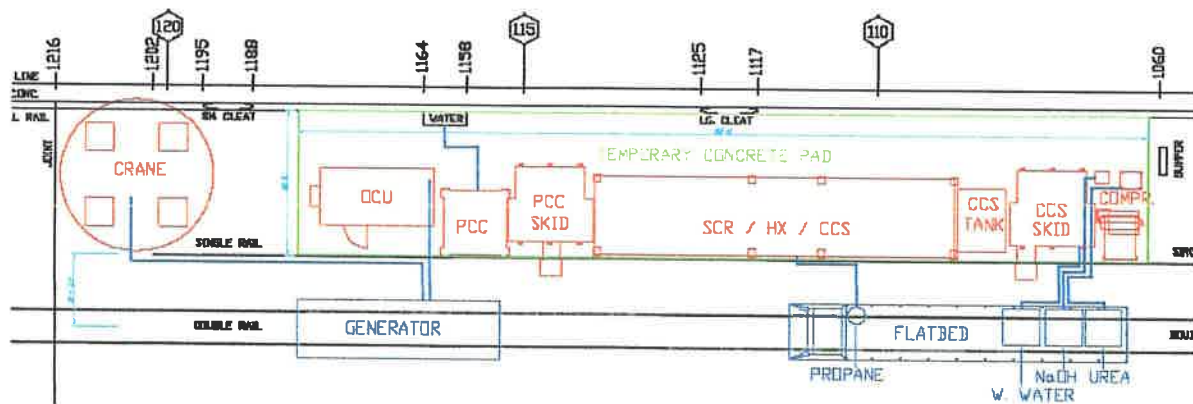 120
115
110
1216
1202
1195
1188
1164
1158
1125
1117
1060
LINE
CONC.
L RAIL
SM CLEAT
WATER
LG. CLEAT
JOINT
TEMPORARY CONCRETE PAD
BUMPER
CRANE
OCU
PCC
PCC
SKID
SCR / HX / CCS
CCS
TANK
CCS
SKID
COMPR.
SINGLE RAIL
DOUBLE RAIL
GENERATOR
FLATBED
PROPANE
W. WATER
NaOH
UREA